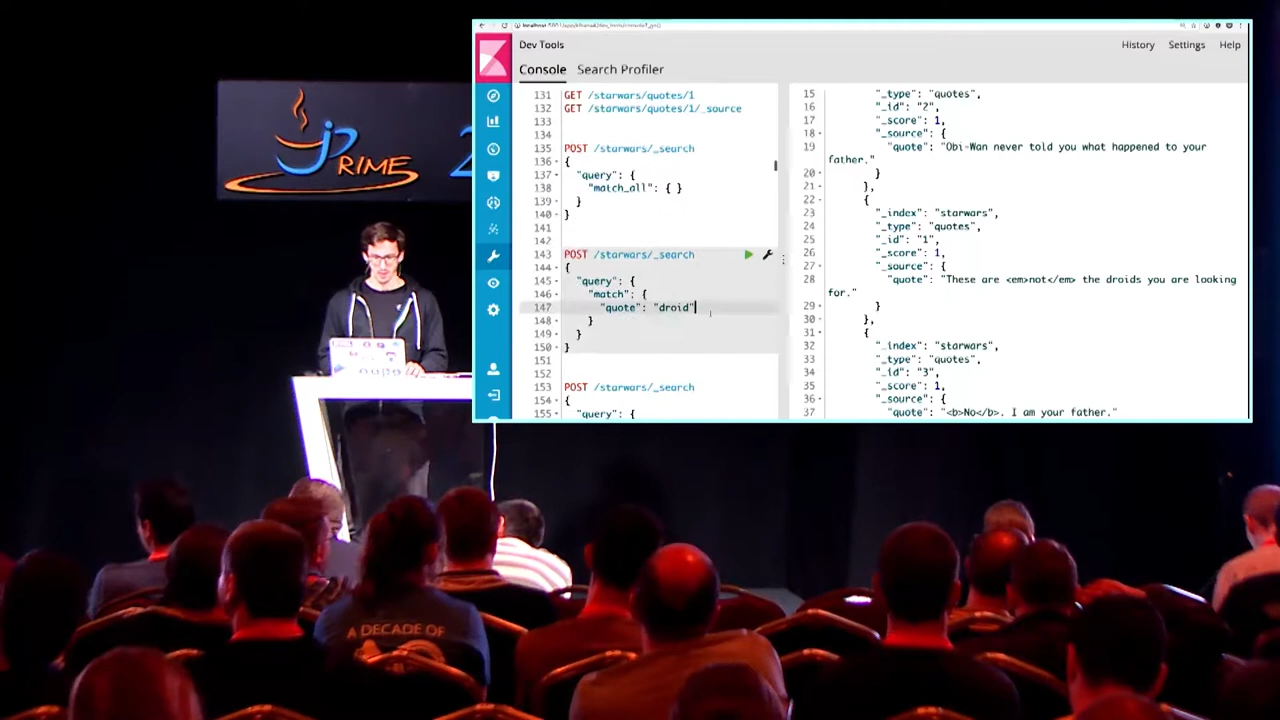 Dev Tools
History Settings Help
Console Search Profiler
131 GET /starwars/quotes/1
132 GET /starwars/quotes/1/_source
133
134
135 POST /starwars/_search
136 {
137 "query": {
138 "match_all": { }
139 }
140 }
141
142
143 POST /starwars/_search
144 {
145 "query": {
146 "match": {
147 "quote": "droid"
148 }
149 }
150 }
151
152
153 POST /starwars/_search
154 {
155 "query": {
15 "_type": "quotes",
16 "_id": "2",
17 "_score": 1,
18 "_source": {
19 "quote": "Obi-Wan never told you what happened to your
father."
20 }
21 },
22 {
23 "_index": "starwars",
24 "_type": "quotes",
25 "_id": "1",
26 "_score": 1,
27 "_source": {
28 "quote": "These are <em>not</em> the droids you are looking
for."
29 }
30 },
31 {
32 "_index": "starwars",
33 "_type": "quotes",
34 "_id": "3",
35 "_score": 1,
36 "_source": {
37 "quote": "<b>No</b>. I am your father."
jPRIME 2
A DECADE OF